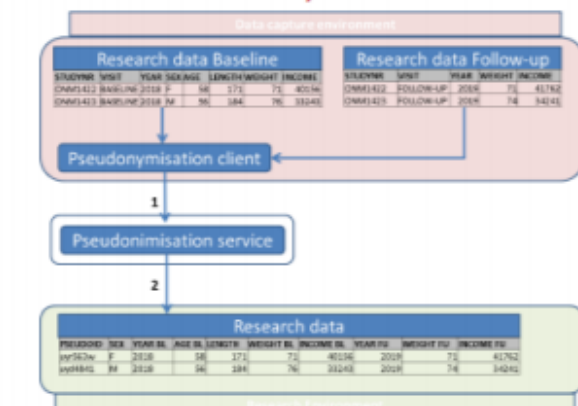 Data capture environment
Research data Baseline
STUDYNR VISIT YEAR SEX AGE LENGTH WEIGHT INCOME
ONM1422 BASELINE 2018 F 58 171 71 40156
ONM1423 BASELINE 2018 M 56 184 76 33243
Research data Follow-up
STUDYNR VISIT YEAR WEIGHT INCOME
ONM1422 FOLLOW-UP 2019 71 41762
ONM1423 FOLLOW-UP 2019 74 34241
Pseudonymisation client
1
Pseudonimisation service
2
Research data
PSEUDOID SEX YEAR BL AGE BL LENGTH WEIGHT BL INCOME BL YEAR FU WEIGHT FU INCOME FU
F 2018 58 171 71 40156 2019 71 41762
M 2018 56 184 76 33243 2019 74 34241